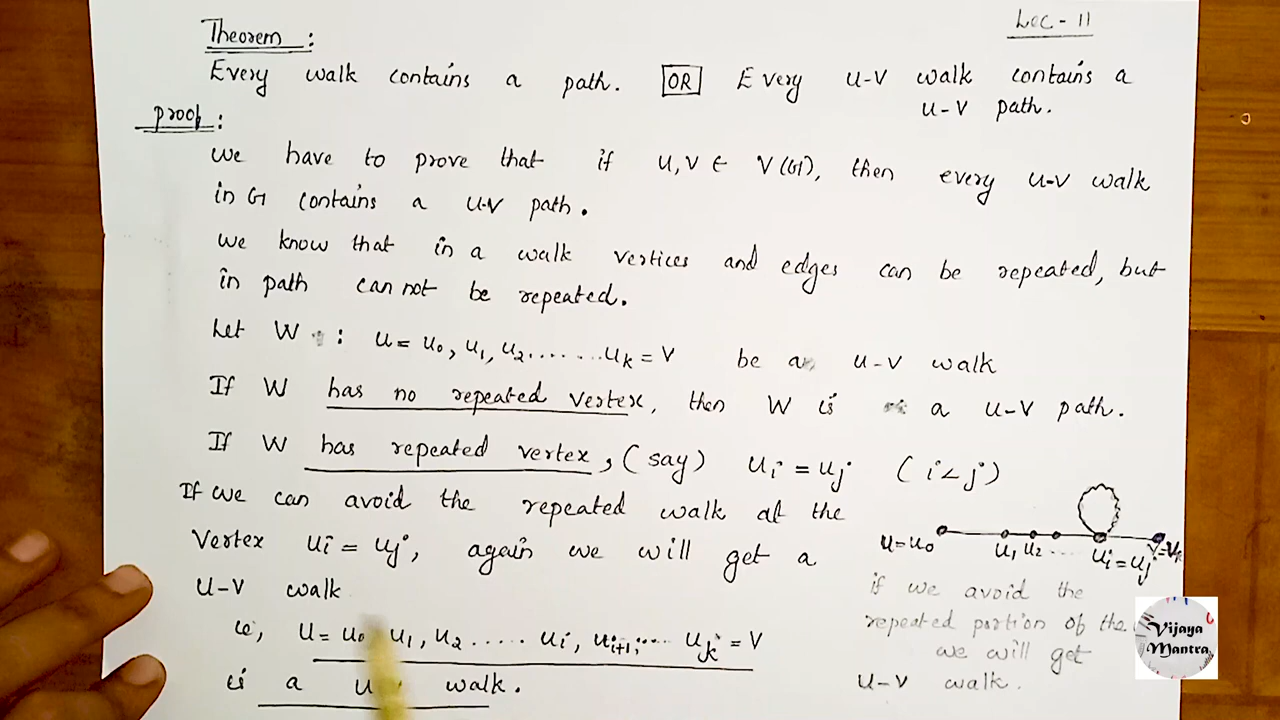 Lec - 11
Theorem :
Every walk contains a path. OR Every u-v walk contains a
u-v path.
proof :
We have to prove that if u, v ∈ V(G), then every u-v walk
in G contains a u-v path.
We know that in a walk vertices and edges can be repeated, but
in path can not be repeated.
Let W : u = u₀, u₁, u₂ ....... uₖ = v be a u-v walk
If W has no repeated vertex, then W is a u-v path.
If W has repeated vertex, (say) uᵢ = uⱼ (i < j)
If we can avoid the repeated walk at the
vertex uᵢ = uⱼ, again we will get a
u-v walk
ie, u = u₀ u₁, u₂ ..... uᵢ, uᵢ₊₁, .... uₖ = v
is a walk.
u = u₀ u₁ u₂ .... uᵢ = uⱼ
if we avoid the
repeated portion of the
we will get
u-v walk.
Vijaya
Mantra